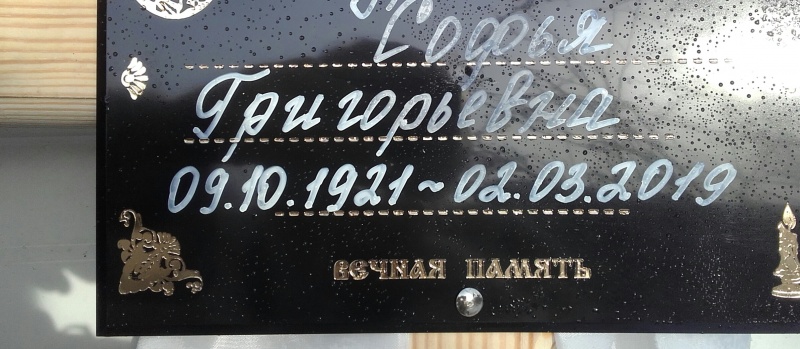 Софья
Григорьевна
09.10.1921~02.03.2019
ВЕЧНАЯ ПАМЯТЬ